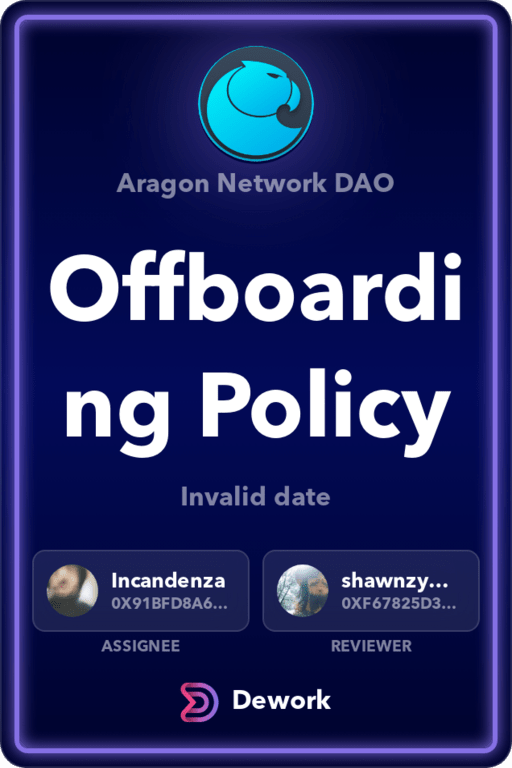 Aragon Network DAO
Offboardi
ng Policy
Invalid date
Incandenza
0X91BFD8A6...
ASSIGNEE
shawnzy...
0XF67825D3...
REVIEWER
Dework